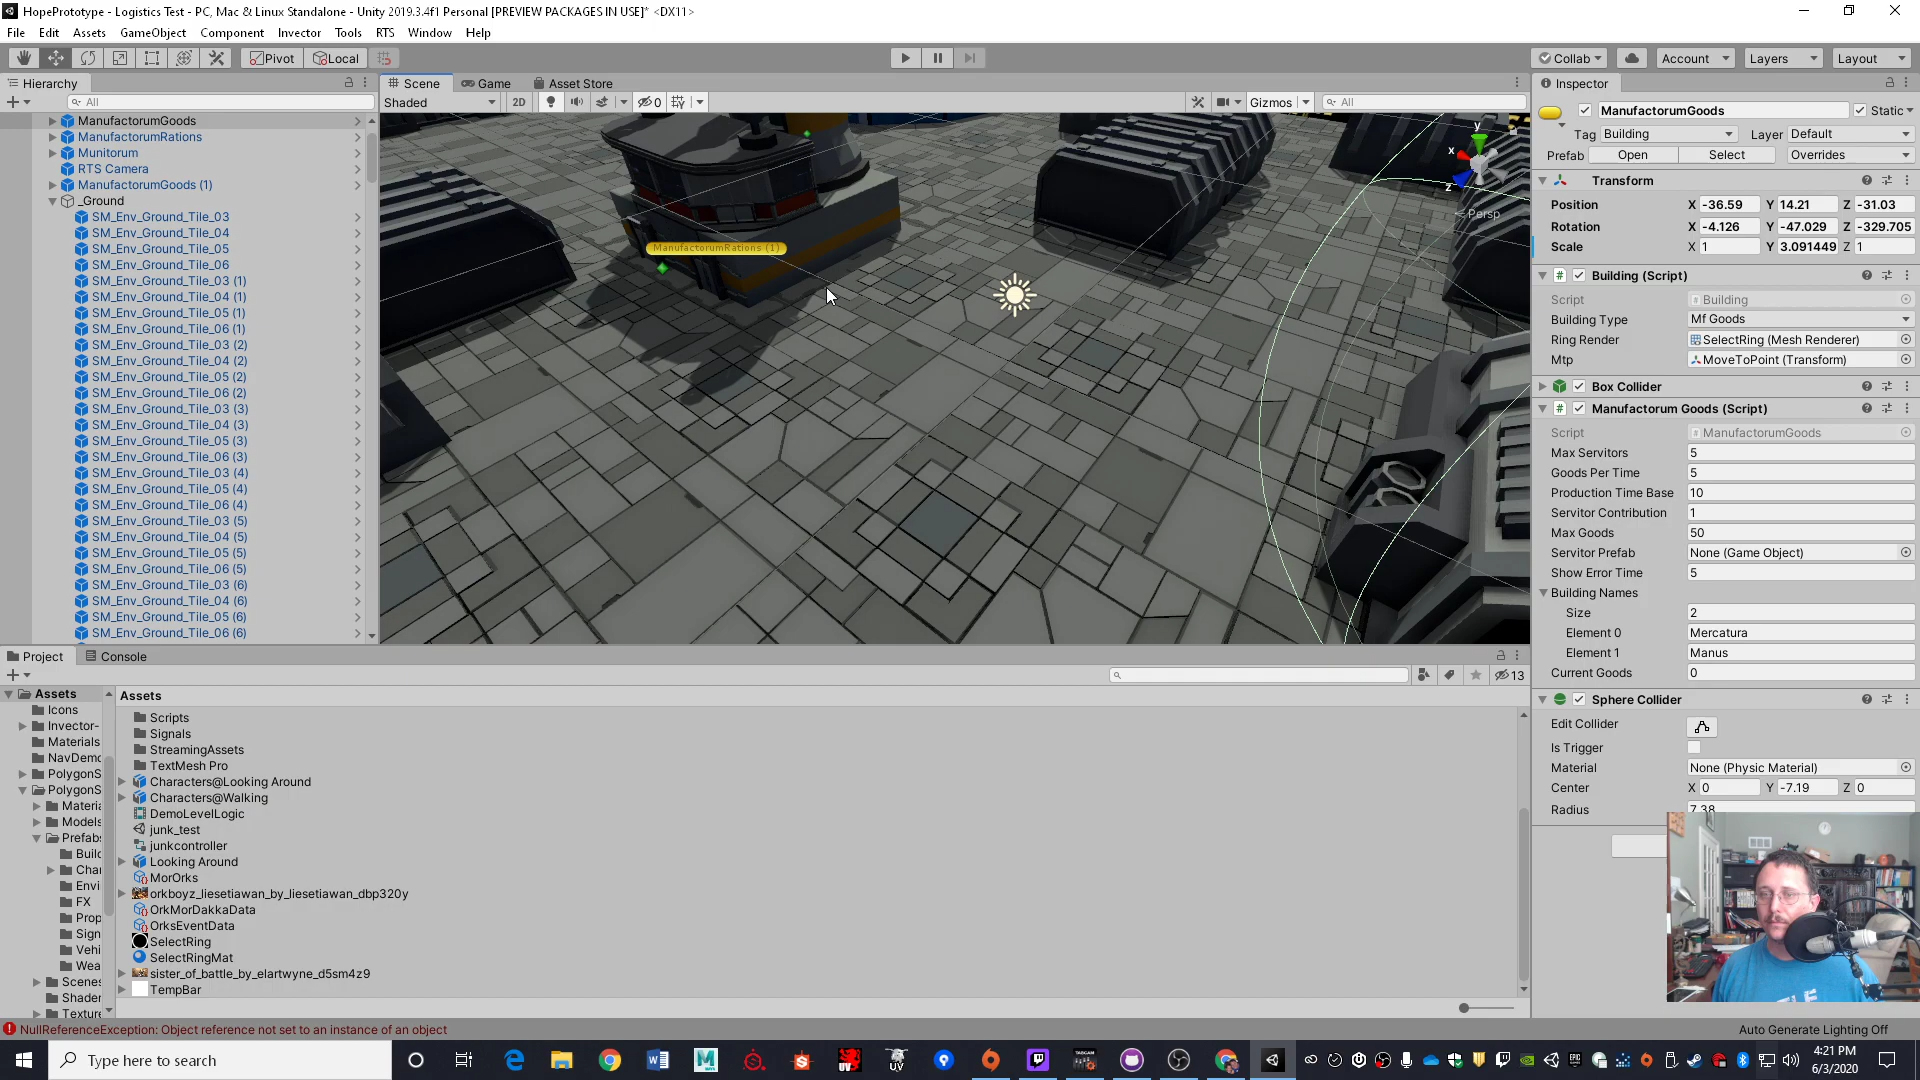 HopePrototype - Logistics Test - PC, Mac & Linux Standalone - Unity 2019.3.4f1 Personal [PREVIEW PACKAGES IN USE]* <DX11>
File Edit Assets GameObject Component Invector Tools RTS Window Help
Pivot Local Collab Account Layers Layout
Hierarchy
All
ManufactorumGoods
ManufactorumRations
Munitorum
RTS Camera
ManufactorumGoods (1)
_Ground
SM_Env_Ground_Tile_03
SM_Env_Ground_Tile_04
SM_Env_Ground_Tile_05
SM_Env_Ground_Tile_06
SM_Env_Ground_Tile_03 (1)
SM_Env_Ground_Tile_04 (1)
SM_Env_Ground_Tile_05 (1)
SM_Env_Ground_Tile_06 (1)
SM_Env_Ground_Tile_03 (2)
SM_Env_Ground_Tile_04 (2)
SM_Env_Ground_Tile_05 (2)
SM_Env_Ground_Tile_06 (2)
SM_Env_Ground_Tile_03 (3)
SM_Env_Ground_Tile_04 (3)
SM_Env_Ground_Tile_05 (3)
SM_Env_Ground_Tile_06 (3)
SM_Env_Ground_Tile_03 (4)
SM_Env_Ground_Tile_05 (4)
SM_Env_Ground_Tile_06 (4)
SM_Env_Ground_Tile_03 (5)
SM_Env_Ground_Tile_04 (5)
SM_Env_Ground_Tile_05 (5)
SM_Env_Ground_Tile_06 (5)
SM_Env_Ground_Tile_03 (6)
SM_Env_Ground_Tile_04 (6)
SM_Env_Ground_Tile_05 (6)
SM_Env_Ground_Tile_06 (6)
Scene Game Asset Store
Shaded 2D 0 Gizmos All
y
x
z
Persp
ManufactorumRations (1)
Inspector
ManufactorumGoods Static
Tag Building Layer Default
Prefab Open Select Overrides
Transform
Position X -36.59 Y 14.21 Z -31.03
Rotation X -4.126 Y -47.029 Z -329.705
Scale X 1 Y 3.091449 Z 1
Building (Script)
Script Building
Building Type Mf Goods
Ring Render SelectRing (Mesh Renderer)
Mtp MoveToPoint (Transform)
Box Collider
Manufactorum Goods (Script)
Script ManufactorumGoods
Max Servitors 5
Goods Per Time 5
Production Time Base 10
Servitor Contribution 1
Max Goods 50
Servitor Prefab None (Game Object)
Show Error Time 5
Building Names
Size 2
Element 0 Mercatura
Element 1 Manus
Current Goods 0
Sphere Collider
Edit Collider
Is Trigger
Material None (Physic Material)
Center X 0 Y -7.19 Z 0
Radius 7.38
Project Console
13
Assets
Icons
Invector-
Materials
NavDemo
PolygonS
PolygonS
Materia
Models
Prefabs
Build
Char
Envi
FX
Prop
Sign
Vehi
Wea
Scenes
Shader
Texture
Assets
Scripts
Signals
StreamingAssets
TextMesh Pro
Characters@Looking Around
Characters@Walking
DemoLevelLogic
junk_test
junkcontroller
Looking Around
MorOrks
orkboyz_liesetiawan_by_liesetiawan_dbp320y
OrkMorDakkaData
OrksEventData
SelectRing
SelectRingMat
sister_of_battle_by_elartwyne_d5sm4z9
TempBar
NullReferenceException: Object reference not set to an instance of an object
Auto Generate Lighting Off
Type here to search
4:21 PM
6/3/2020